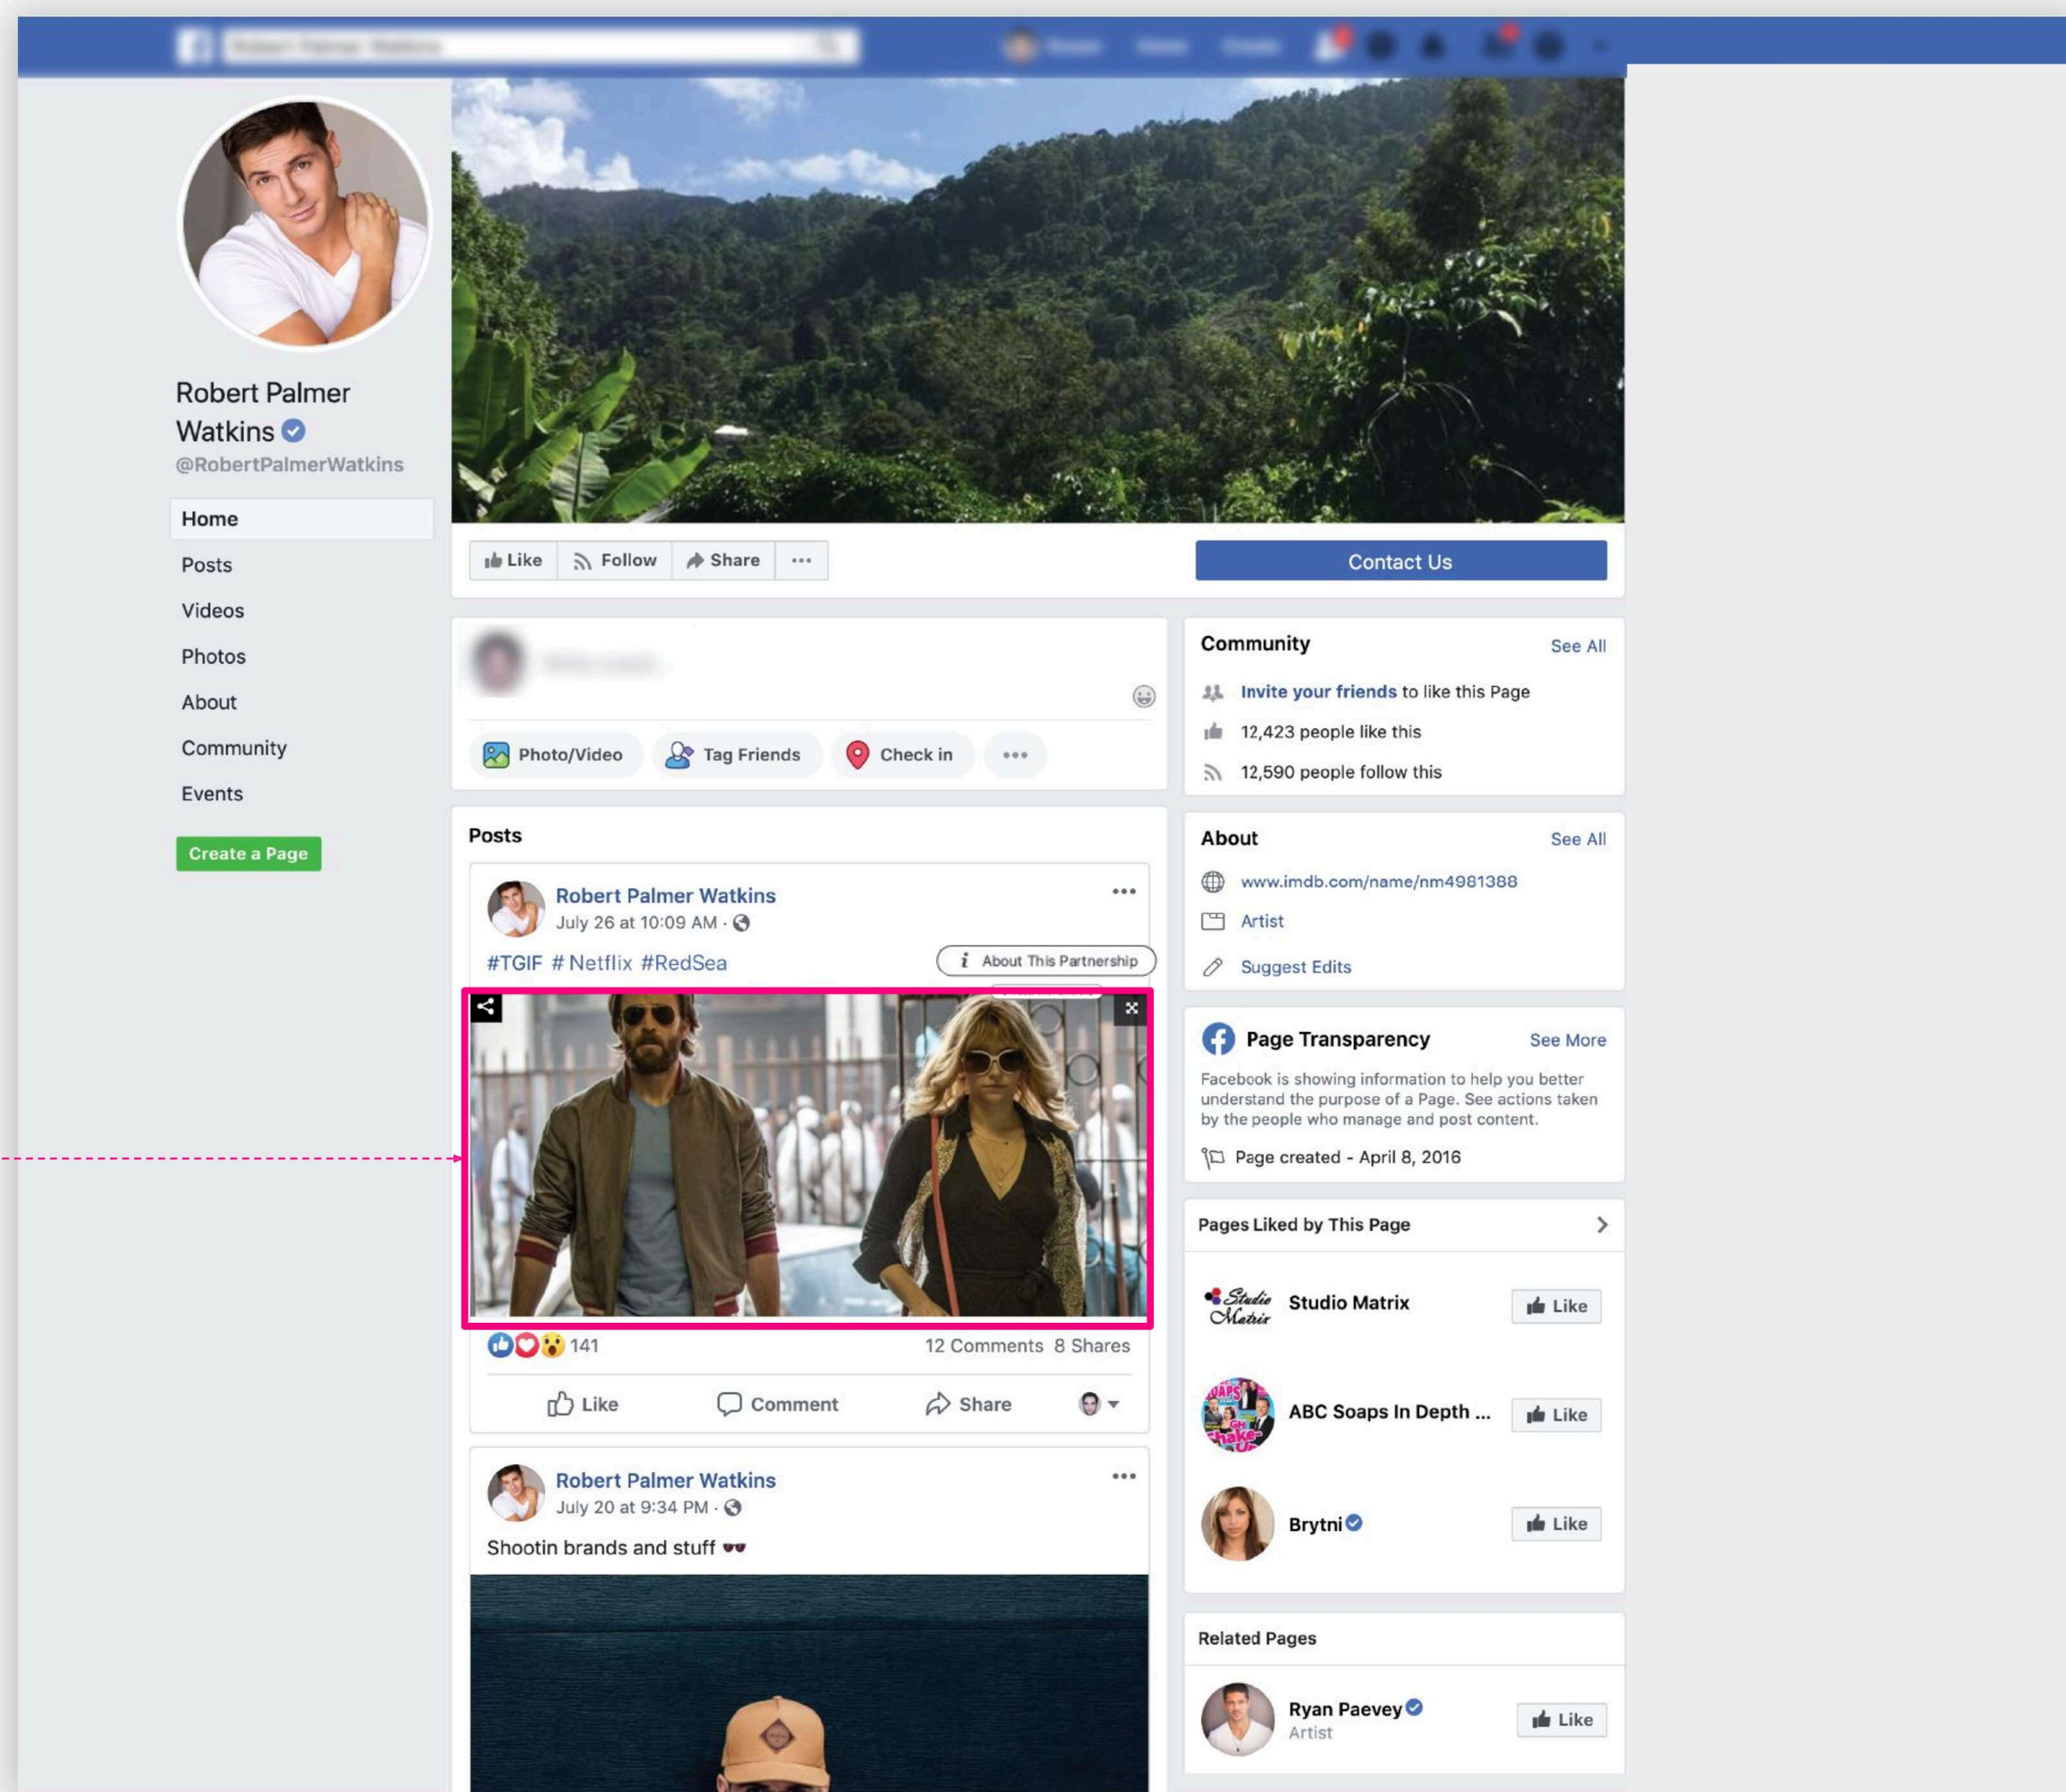 Robert Palmer
Watkins
@RobertPalmerWatkins
Home
Posts
Videos
Photos
About
Community
Events
Create a Page
Like
Follow
Share
Contact Us
Photo/Video
Tag Friends
Check in
Posts
Robert Palmer Watkins
July 26 at 10:09 AM ·
#TGIF # Netflix #RedSea
i About This Partnership
141
12 Comments 8 Shares
Like
Comment
Share
Robert Palmer Watkins
July 20 at 9:34 PM ·
Shootin brands and stuff 🕶
Community
See All
Invite your friends to like this Page
12,423 people like this
12,590 people follow this
About
See All
www.imdb.com/name/nm4981388
Artist
Suggest Edits
Page Transparency
See More
Facebook is showing information to help you better
understand the purpose of a Page. See actions taken
by the people who manage and post content.
Page created - April 8, 2016
Pages Liked by This Page
Studio
Matrix
Studio Matrix
Like
ABC Soaps In Depth ...
Like
Brytni
Like
Related Pages
Ryan Paevey
Artist
Like